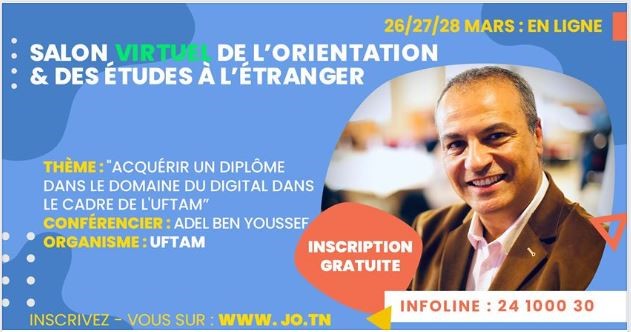 26/27/28 MARS : EN LIGNE
SALON VIRTUEL DE L'ORIENTATION
& DES ÉTUDES À L'ÉTRANGER
THÈME : "ACQUÉRIR UN DIPLÔME
DANS LE DOMAINE DU DIGITAL DANS
LE CADRE DE L'UFTAM”
CONFÉRENCIER : ADEL BEN YOUSSEF
ORGANISME : UFTAM
INSCRIPTION
GRATUITE
INFOLINE : 24 1000 30
INSCRIVEZ - VOUS SUR : WWW. JO.TN